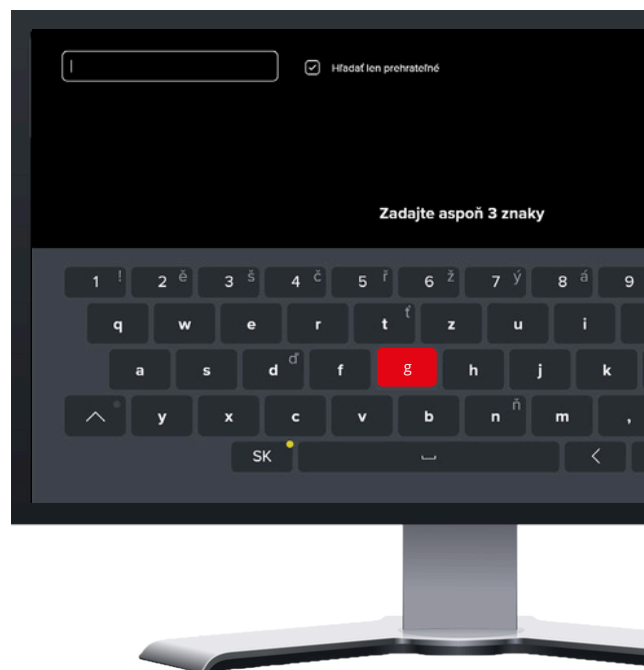 Hľadať len prehrateľné
Zadajte aspoň 3 znaky
1 ! 2 ě 3 š 4 č 5 ř 6 ž 7 ý 8 á 9
q w e r t ť z u i
a s d ď f g h j k
y x c v b n ň m ,
SK